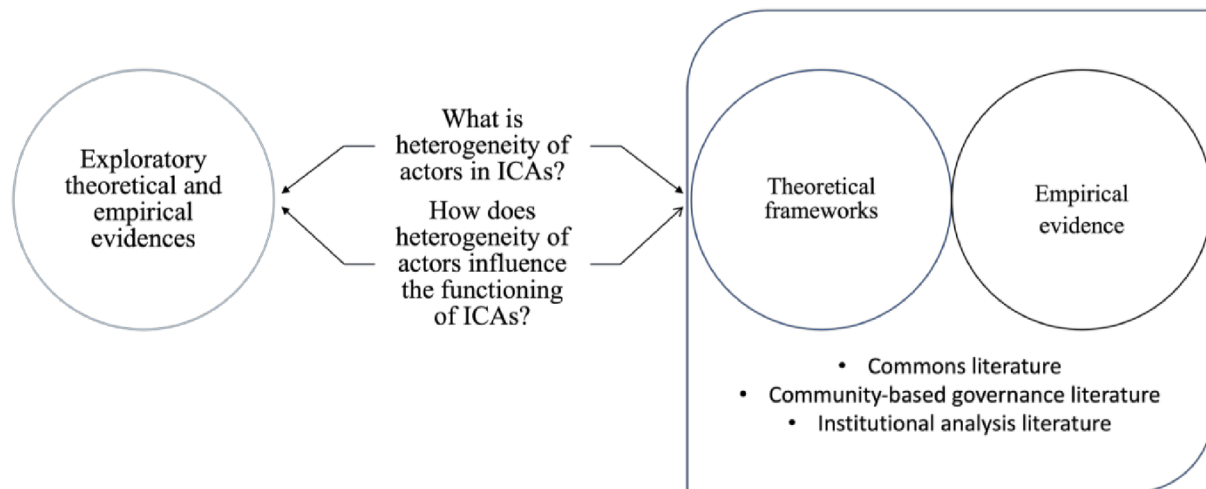 Exploratory
theoretical and
empirical
evidences
What is
heterogeneity of
actors in ICAs?
How does
heterogeneity of
actors influence
the functioning
of ICAs?
Theoretical
frameworks
Empirical
evidence
• Commons literature
• Community-based governance literature
• Institutional analysis literature